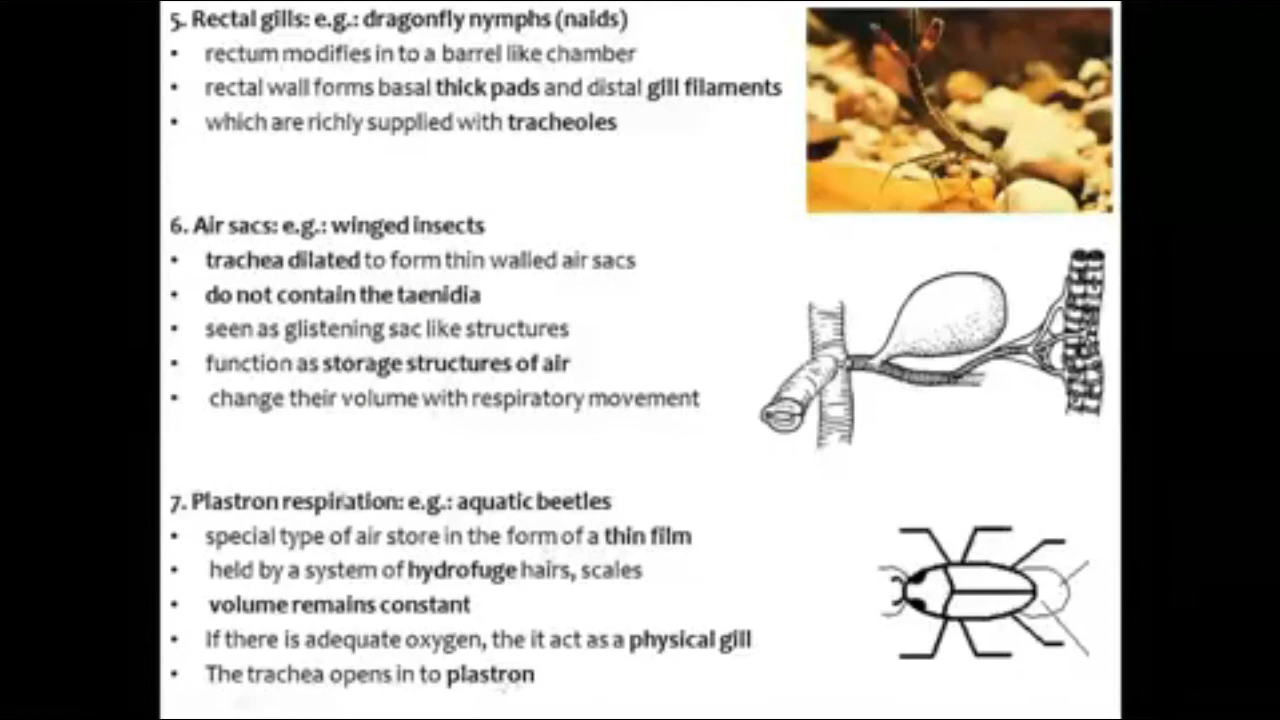 5. Rectal gills: e.g.: dragonfly nymphs (naids)
• rectum modifies in to a barrel like chamber
• rectal wall forms basal thick pads and distal gill filaments
• which are richly supplied with tracheoles
6. Air sacs: e.g.: winged insects
• trachea dilated to form thin walled air sacs
• do not contain the taenidia
• seen as glistening sac like structures
• function as storage structures of air
• change their volume with respiratory movement
7. Plastron respiration: e.g.: aquatic beetles
• special type of air store in the form of a thin film
• held by a system of hydrofuge hairs, scales
• volume remains constant
• If there is adequate oxygen, the it act as a physical gill
• The trachea opens in to plastron